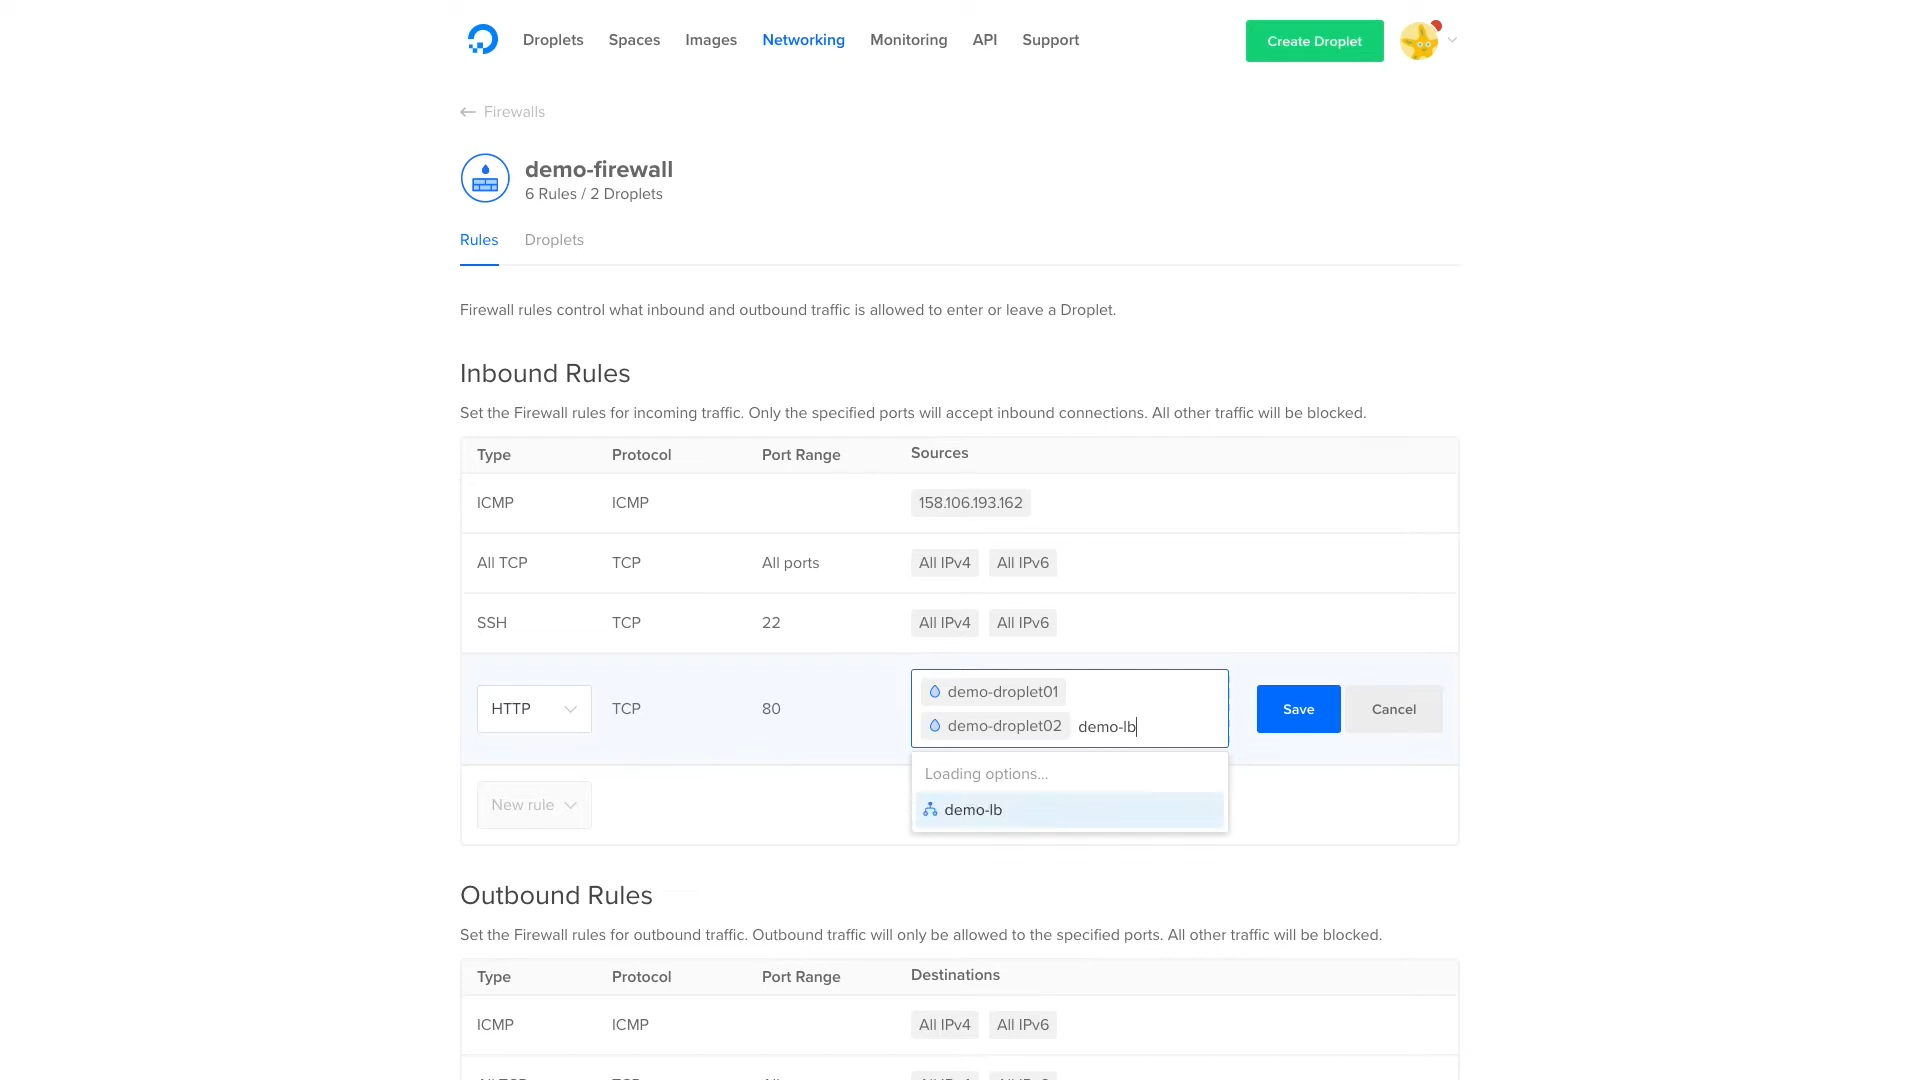 Droplets Spaces Images Networking Monitoring API Support Create Droplet
Firewalls
demo-firewall
6 Rules / 2 Droplets
Rules Droplets
Firewall rules control what inbound and outbound traffic is allowed to enter or leave a Droplet.
Inbound Rules
Set the Firewall rules for incoming traffic. Only the specified ports will accept inbound connections. All other traffic will be blocked.
Type Protocol Port Range Sources
ICMP ICMP 158.106.193.162
All TCP TCP All ports All IPv4 All IPv6
SSH TCP 22 All IPv4 All IPv6
demo-droplet01
HTTP TCP 80 Save Cancel
demo-droplet02 demo-lb
Loading options...
New rule demo-lb
Outbound Rules
Set the Firewall rules for outbound traffic. Outbound traffic will only be allowed to the specified ports. All other traffic will be blocked.
Type Protocol Port Range Destinations
ICMP ICMP All IPv4 All IPv6